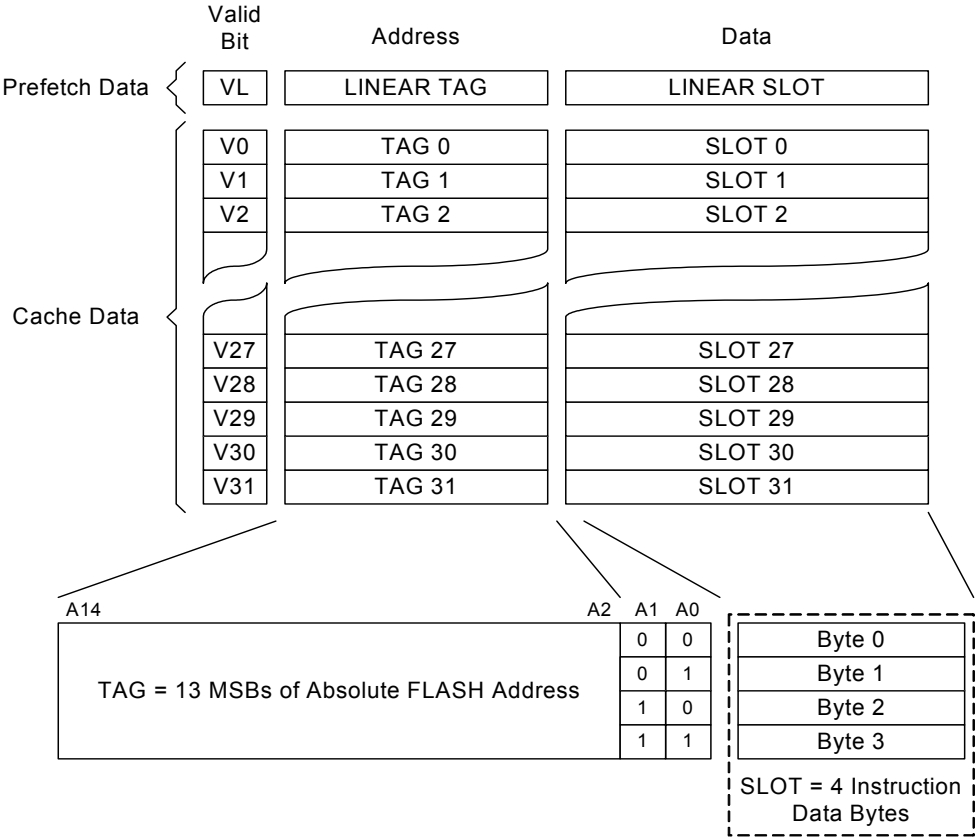 Valid
Bit
Address
Data
Prefetch Data
VL
LINEAR TAG
LINEAR SLOT
Cache Data
V0
TAG 0
SLOT 0
V1
TAG 1
SLOT 1
V2
TAG 2
SLOT 2
V27
TAG 27
SLOT 27
V28
TAG 28
SLOT 28
V29
TAG 29
SLOT 29
V30
TAG 30
SLOT 30
V31
TAG 31
SLOT 31
A14
A2
A1
A0
TAG = 13 MSBs of Absolute FLASH Address
0 0
0 1
1 0
1 1
Byte 0
Byte 1
Byte 2
Byte 3
SLOT = 4 Instruction
Data Bytes